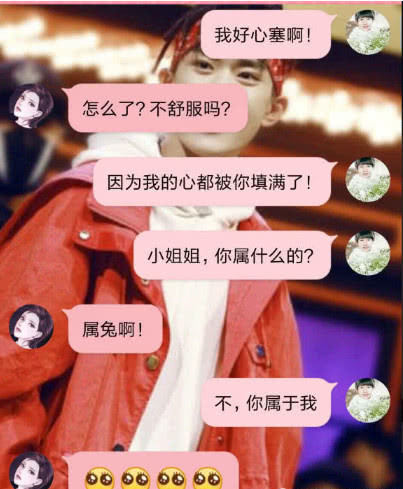 我好心塞啊！
怎么了？不舒服吗？
因为我的心都被你填满了！
小姐姐，你属什么的？
属兔啊！
不，你属于我
🥺🥺🥺🥺🥺